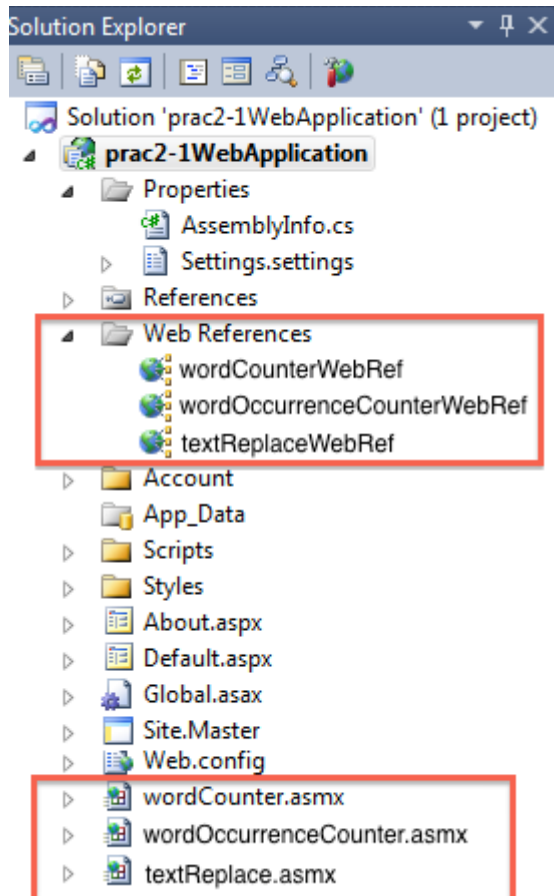 Solution Explorer
Solution 'prac2-1WebApplication' (1 project)
prac2-1WebApplication
Properties
AssemblyInfo.cs
Settings.settings
References
Web References
wordCounterWebRef
wordOccurrenceCounterWebRef
textReplaceWebRef
Account
App_Data
Scripts
Styles
About.aspx
Default.aspx
Global.asax
Site.Master
Web.config
wordCounter.asmx
wordOccurrenceCounter.asmx
textReplace.asmx